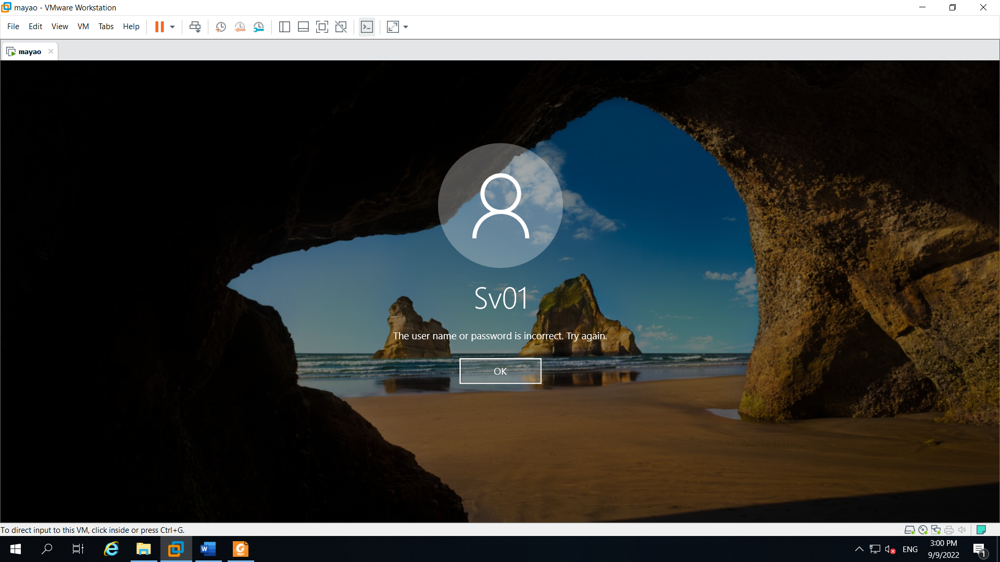 mayao - VMware Workstation
File Edit View VM Tabs Help
mayao
Sv01
The user name or password is incorrect. Try again.
OK
To direct input to this VM, click inside or press Ctrl+G.
ENG
3:00 PM
9/9/2022
1
W
PDF